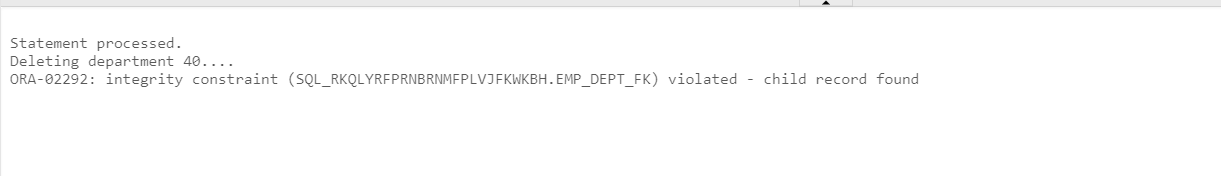 Statement processed.
Deleting department 40....
ORA-02292: integrity constraint (SQL_RKQLYRFPRNBRNMFPLVJFKWKBH.EMP_DEPT_FK) violated - child record found